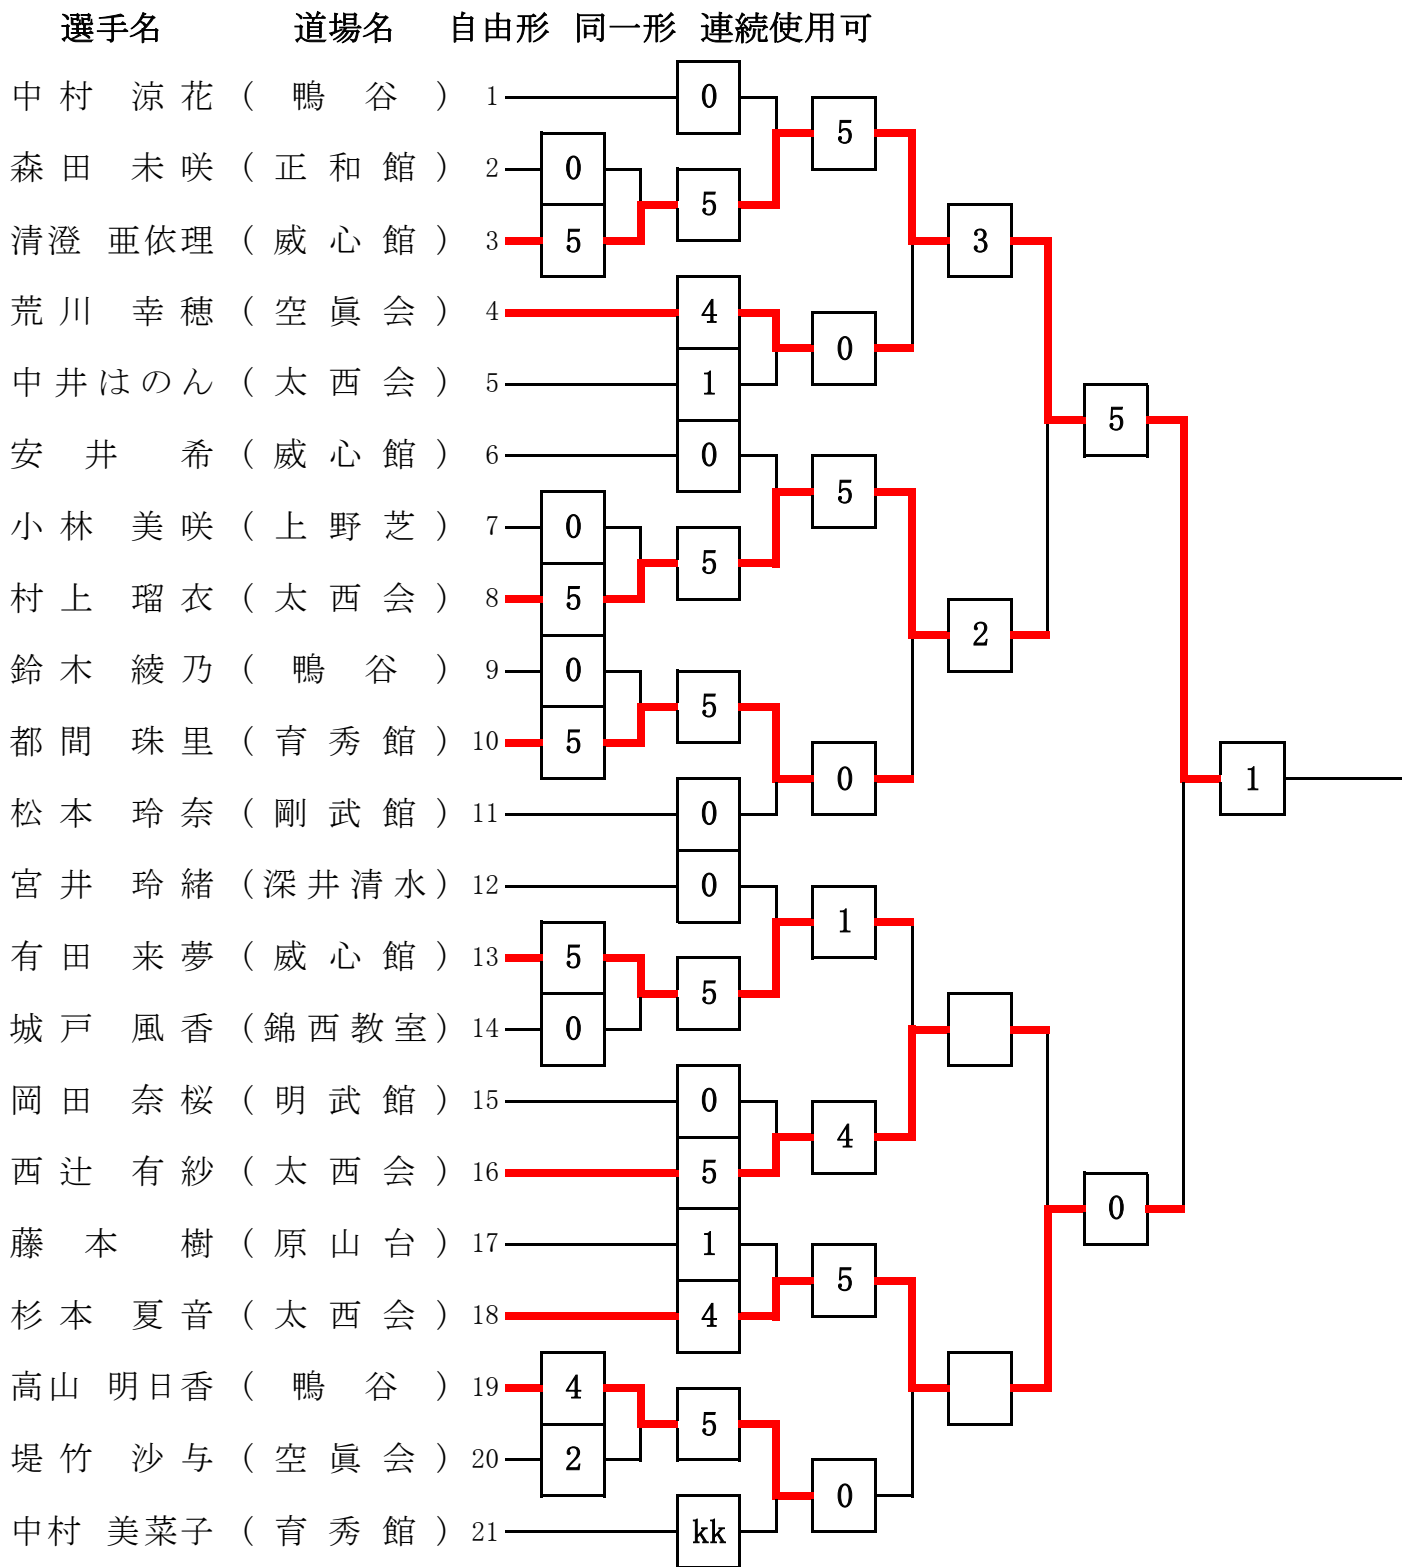 選手名 道場名 自由形 同一形 連続使用可
中村 涼花 ( 鴨谷 ) 1 0
5
森田 未咲 ( 正和館 ) 2 0
5
清澄 亜依理 ( 威心館 ) 3 5 3
荒川 幸穂 ( 空眞会 ) 4 4
0
中井はのん ( 太西会 ) 5 1
5
安井 希 ( 威心館 ) 6 0
5
小林 美咲 ( 上野芝 ) 7 0
5
村上 瑠衣 ( 太西会 ) 8 5
2
鈴木 綾乃 ( 鴨谷 ) 9 0
5
都間 珠里 ( 育秀館 ) 10 5
0 1
松本 玲奈 ( 剛武館 ) 11 0
宮井 玲緒 ( 深井清水 ) 12 0
1
有田 来夢 ( 威心館 ) 13 5
5
城戸 風香 ( 錦西教室 ) 14 0
岡田 奈桜 ( 明武館 ) 15 0
4
西辻 有紗 ( 太西会 ) 16 5
0
藤本 樹 ( 原山台 ) 17 1
5
杉本 夏音 ( 太西会 ) 18 4
高山 明日香 ( 鴨谷 ) 19 4
5
堤竹 沙与 ( 空眞会 ) 20 2
0
中村 美菜子 ( 育秀館 ) 21 kk